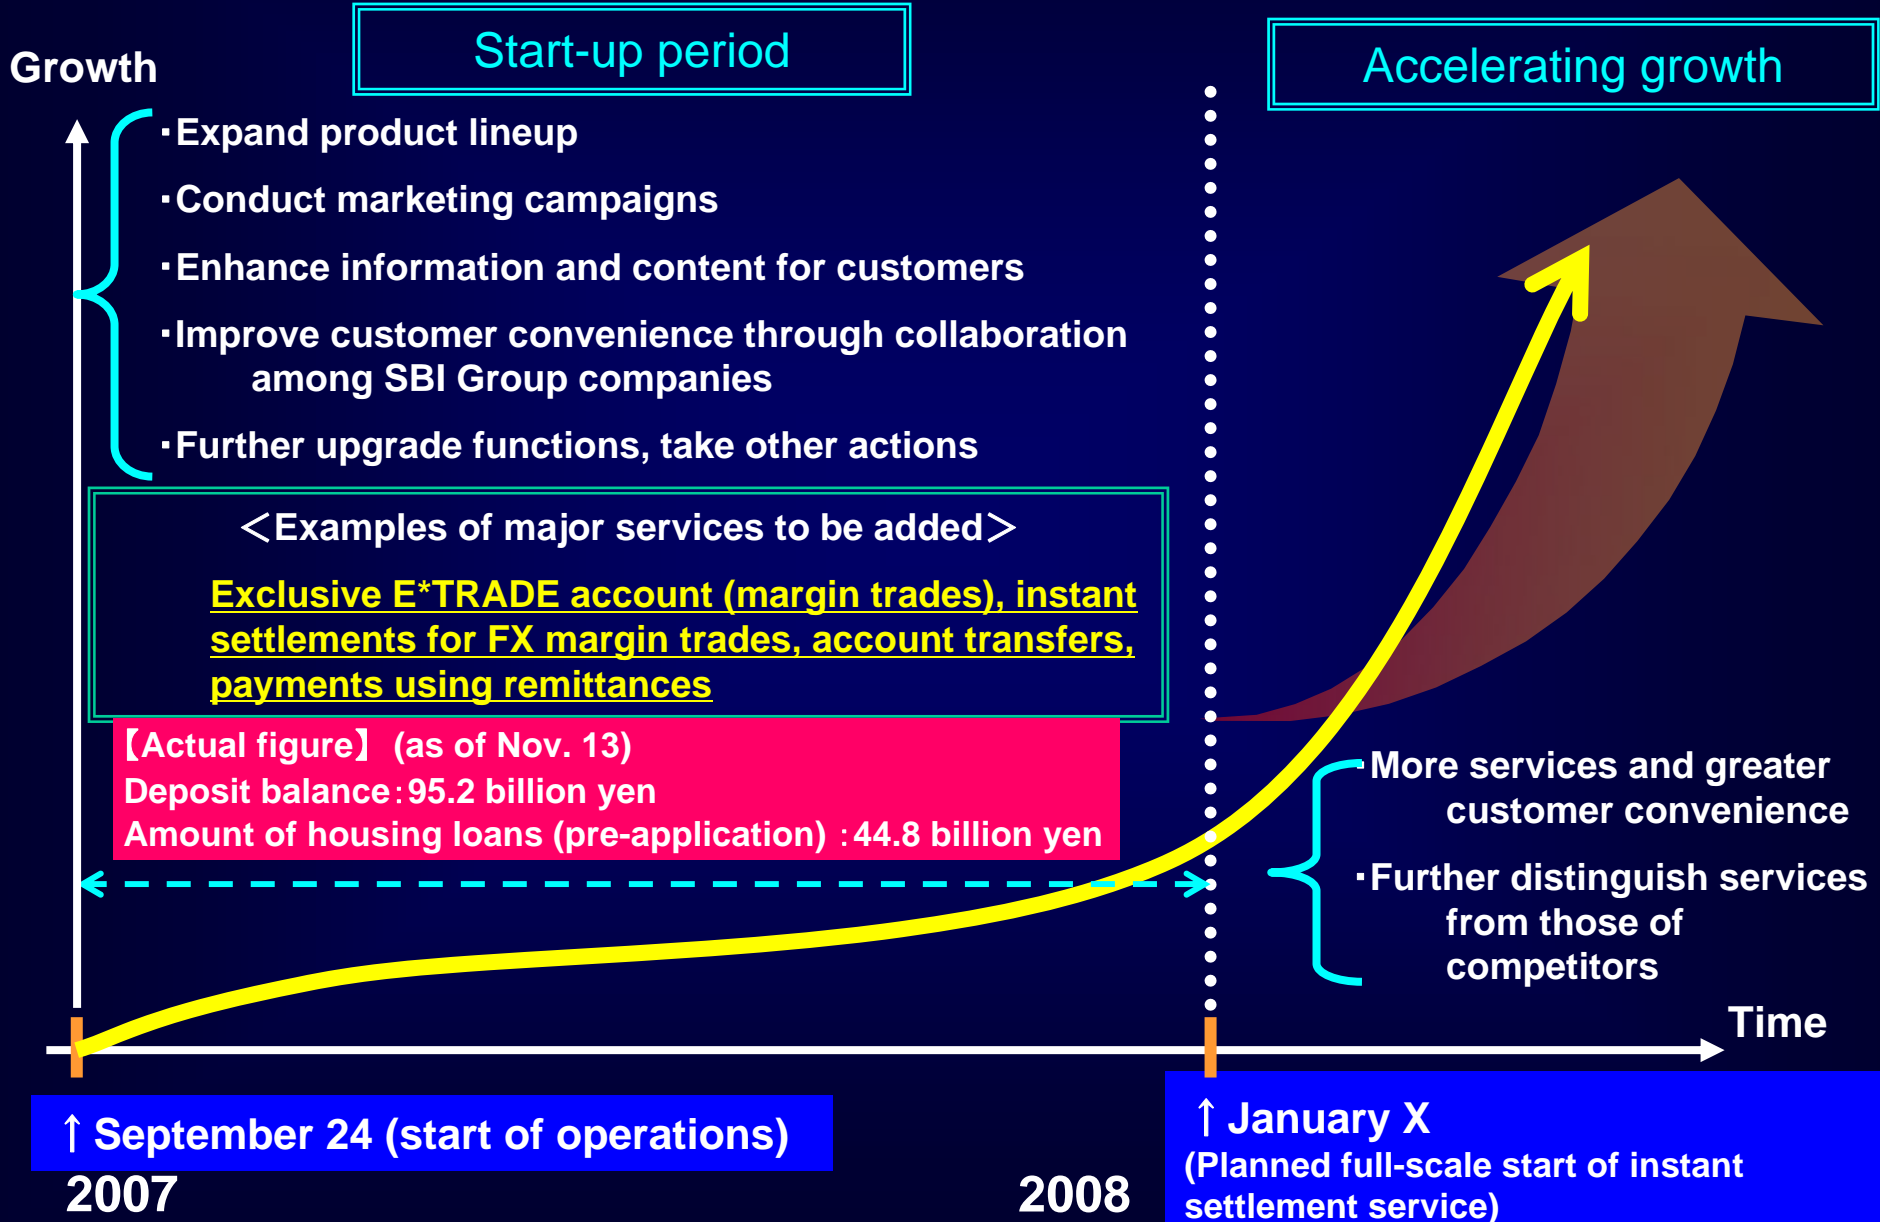 Start-up period
Accelerating growth
Growth
・Expand product lineup
・Conduct marketing campaigns
・Enhance information and content for customers
・Improve customer convenience through collaboration
among SBI Group companies
・Further upgrade functions, take other actions
＜Examples of major services to be added＞
Exclusive E*TRADE account (margin trades), instant
settlements for FX margin trades, account transfers,
payments using remittances
【Actual figure】 (as of Nov. 13)
Deposit balance：95.2 billion yen
Amount of housing loans (pre-application) ：44.8 billion yen
・More services and greater
customer convenience
・Further distinguish services
from those of
competitors
Time
↑ September 24 (start of operations)
2007
2008
↑ January X
(Planned full-scale start of instant
settlement service)